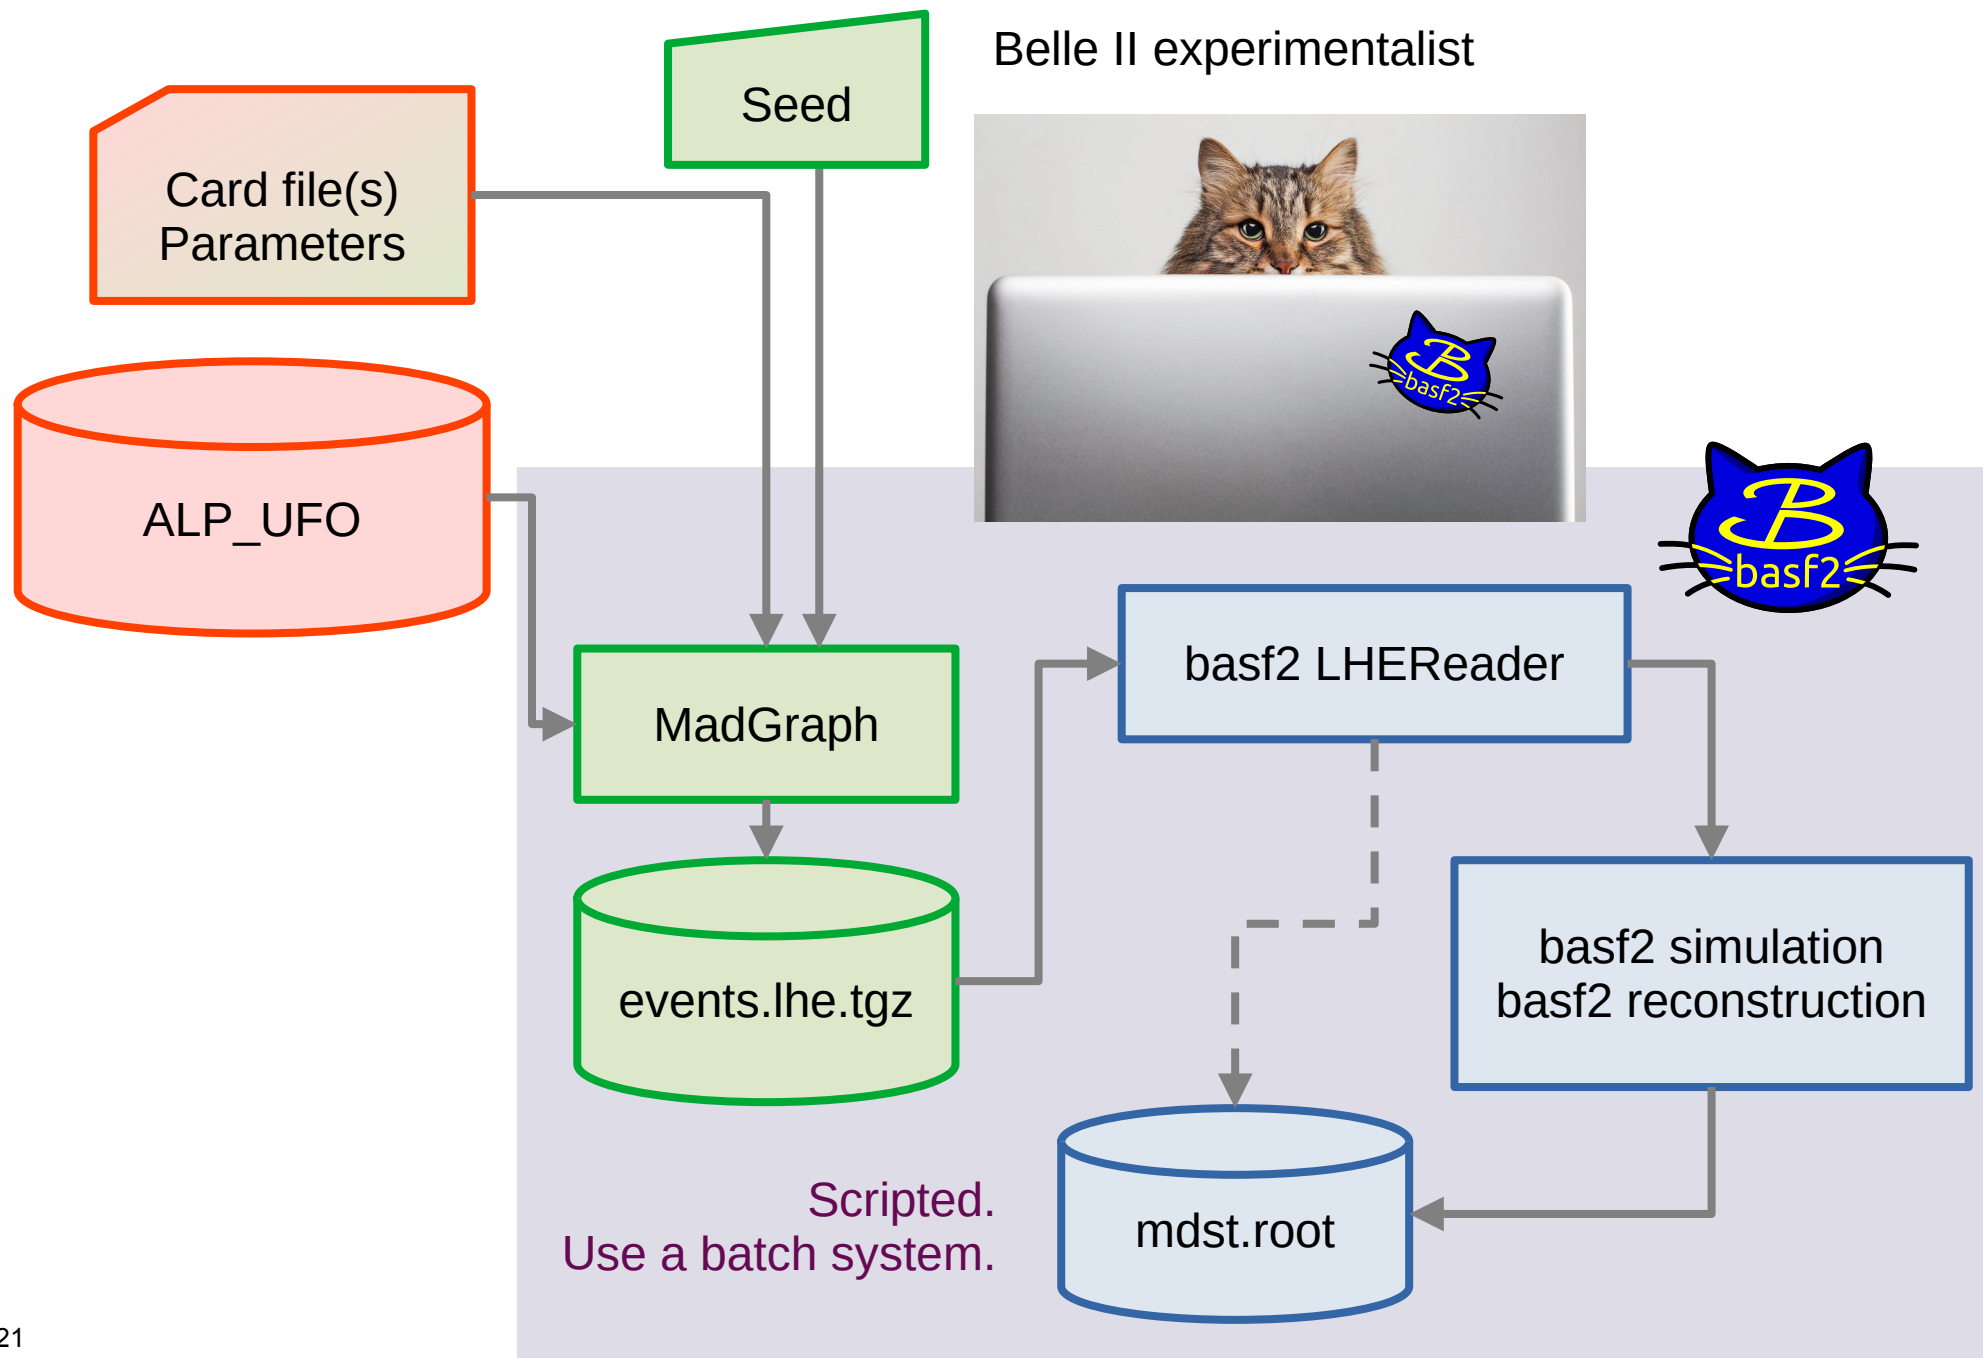 Belle II experimentalist
Seed
Card file(s)
Parameters
B
basf2
ALP_UFO
B
basf2
basf2 LHEReader
MadGraph
basf2 simulation
basf2 reconstruction
events.lhe.tgz
Scripted.
Use a batch system.
mdst.root
21